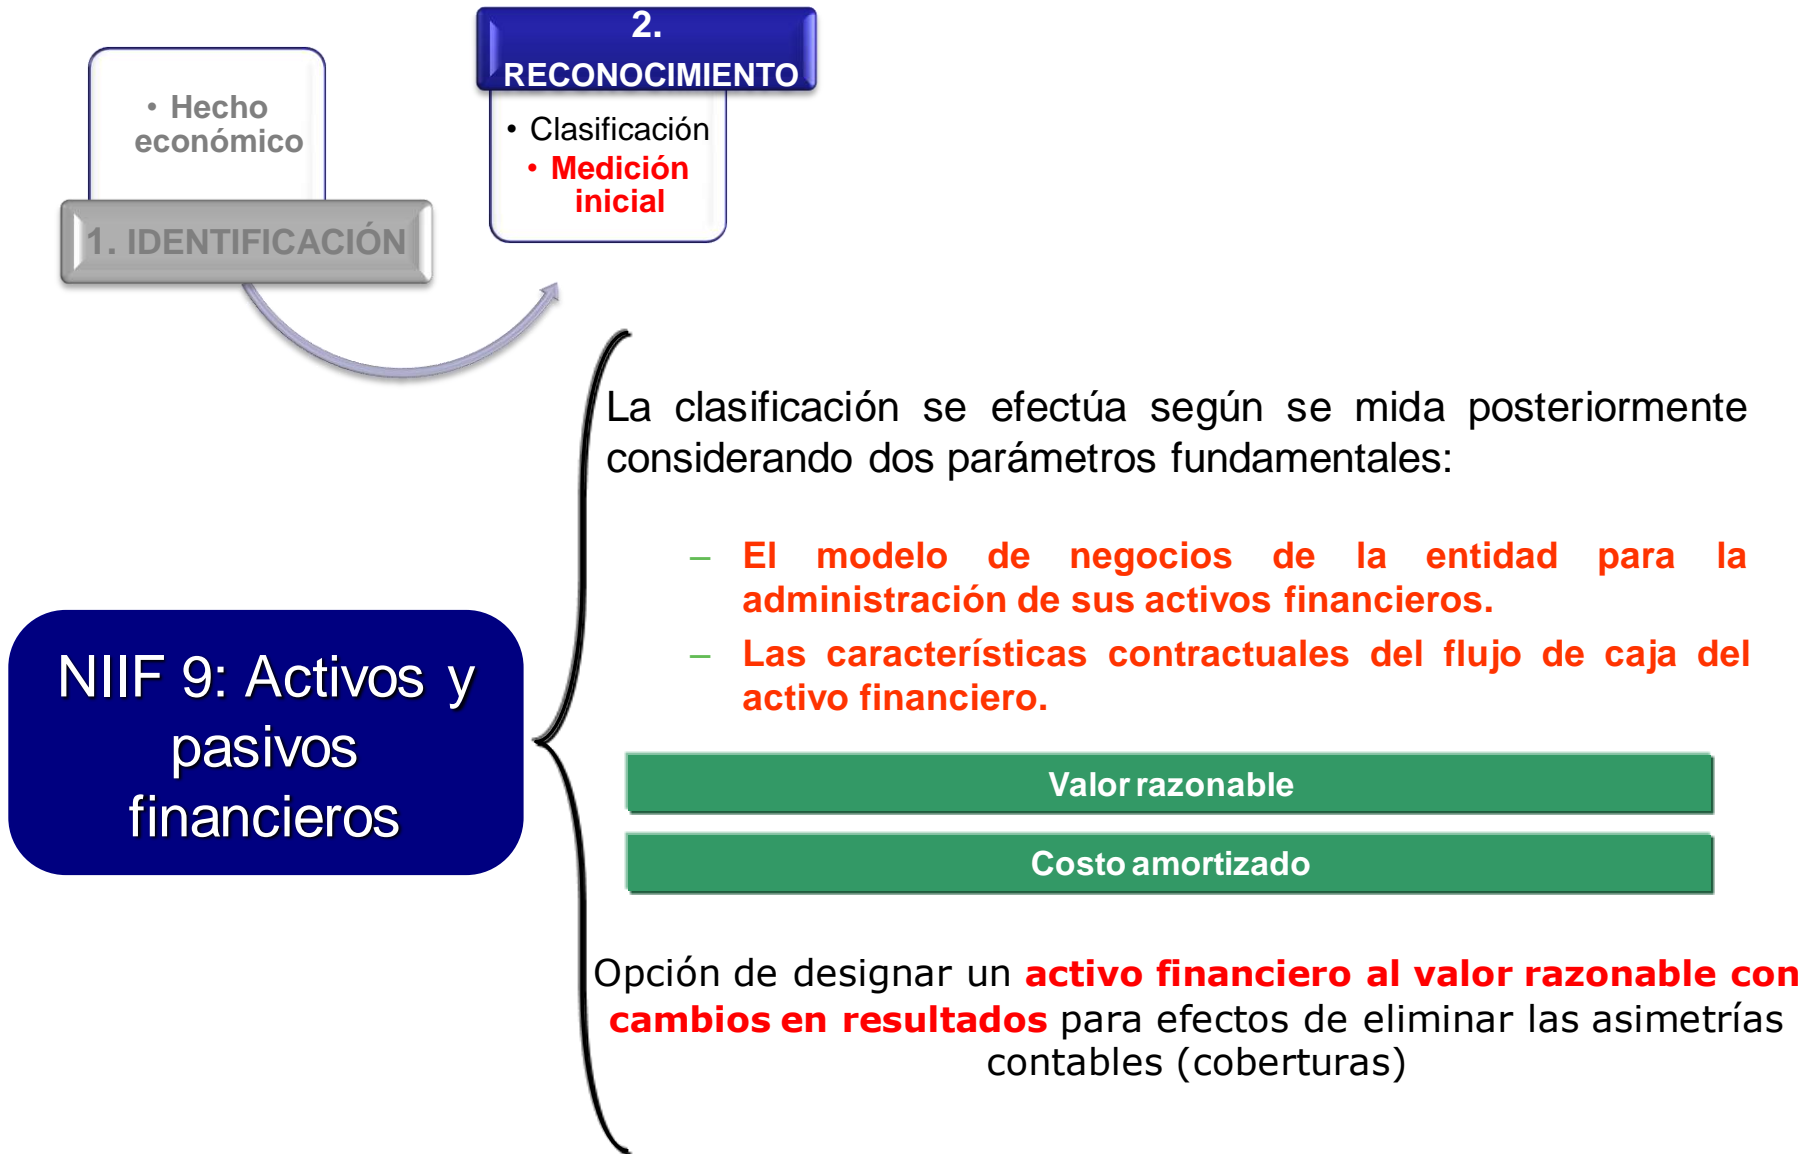 • Hecho
económico
1. IDENTIFICACIÓN
2.
RECONOCIMIENTO
• Clasificación
• Medición
inicial
NIIF 9: Activos y
pasivos
financieros
La clasificación se efectúa según se mida posteriormente
considerando dos parámetros fundamentales:
– El modelo de negocios de la entidad para la
administración de sus activos financieros.
– Las características contractuales del flujo de caja del
activo financiero.
Valor razonable
Costo amortizado
Opción de designar un activo financiero al valor razonable con
cambios en resultados para efectos de eliminar las asimetrías
contables (coberturas)